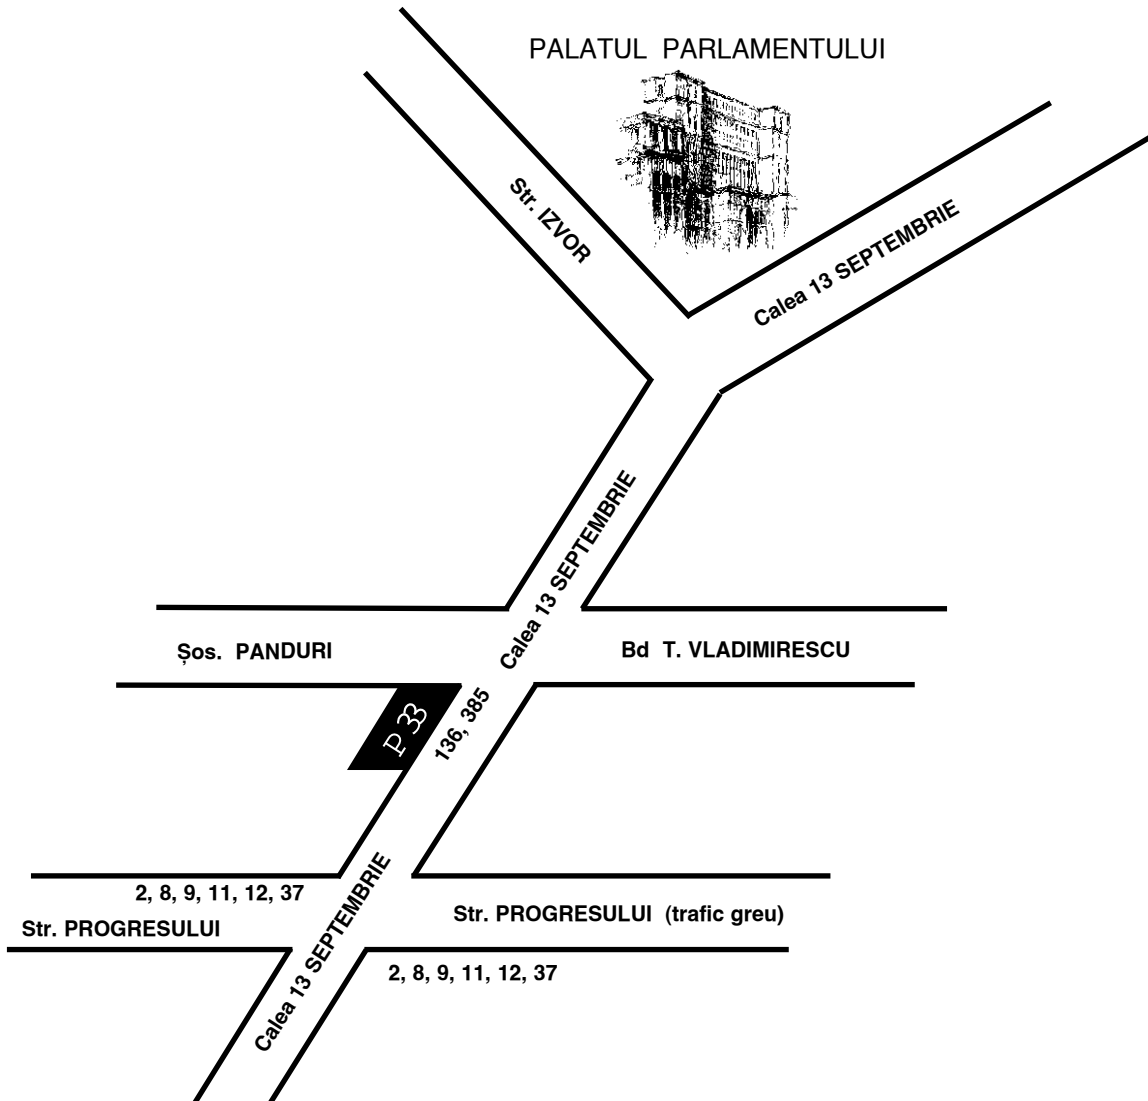 PALATUL PARLAMENTULUI
Str. IZVOR
Calea 13 SEPTEMBRIE
Calea 13 SEPTEMBRIE
Șos. PANDURI
Bd T. VLADIMIRESCU
P 33
136, 385
2, 8, 9, 11, 12, 37
Str. PROGRESULUI
Str. PROGRESULUI (trafic greu)
Calea 13 SEPTEMBRIE
2, 8, 9, 11, 12, 37